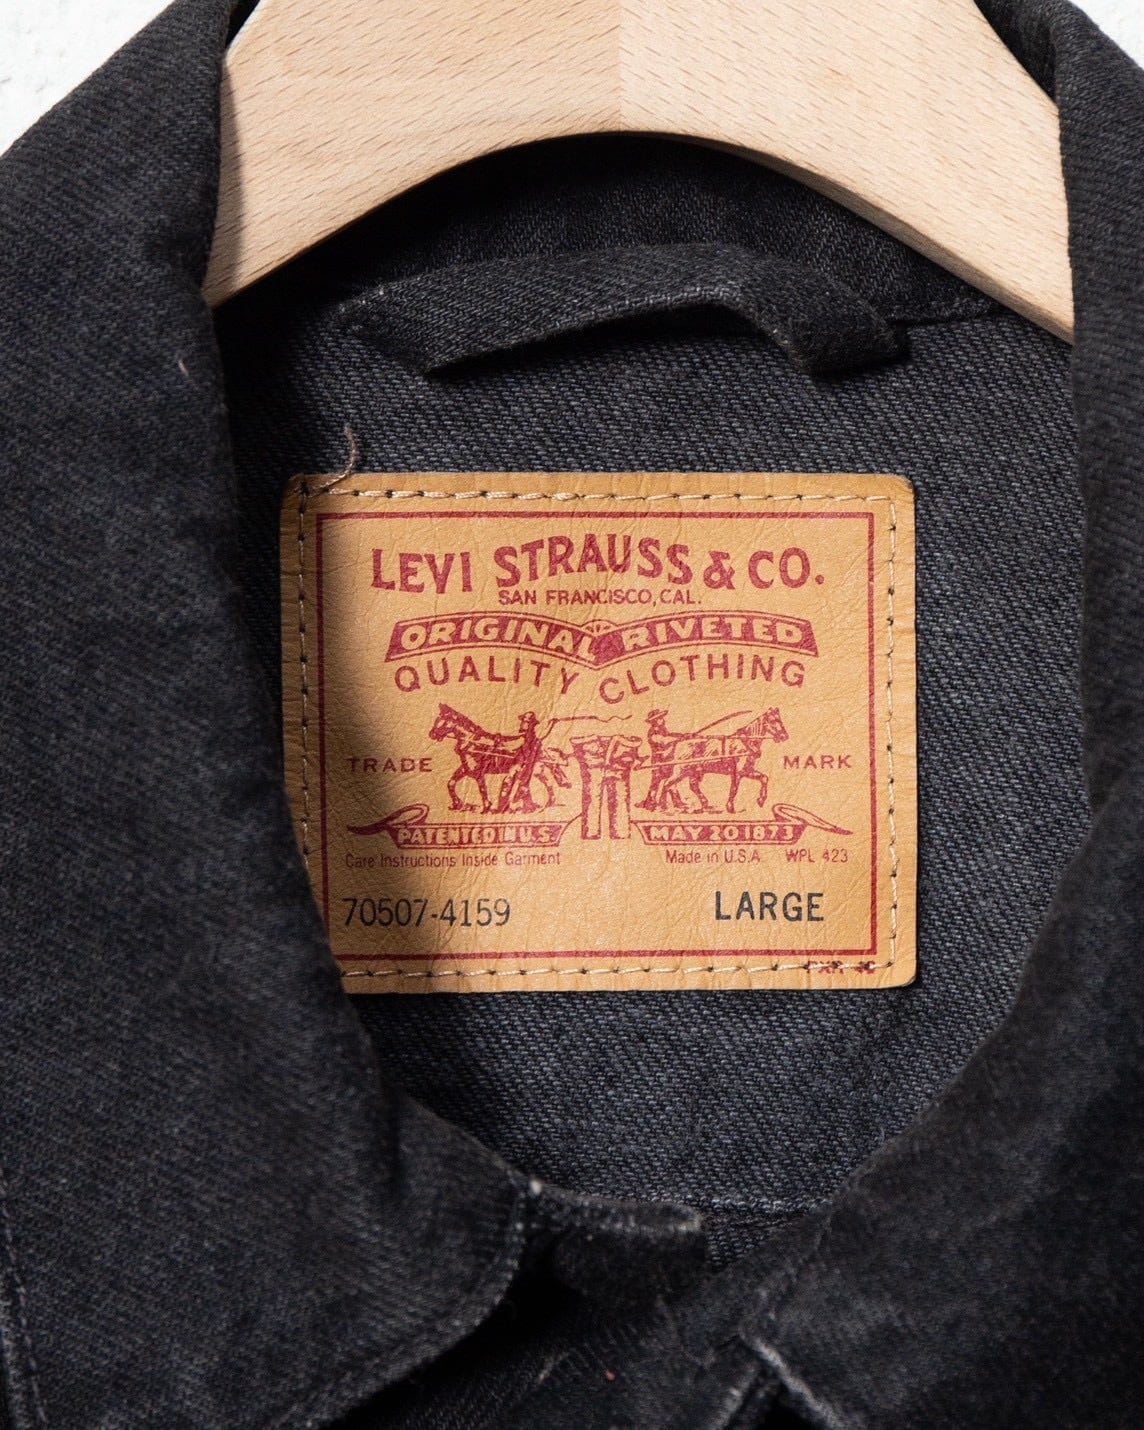 LEVI STRAUSS & CO.
SAN FRANCISCO, CAL.
ORIGINAL RIVETED
QUALITY CLOTHING
TRADE MARK
PATENTED IN U.S. MAY 20 1873
Care Instructions Inside Garment Made in U.S.A. WPL 423
70507-4159 LARGE